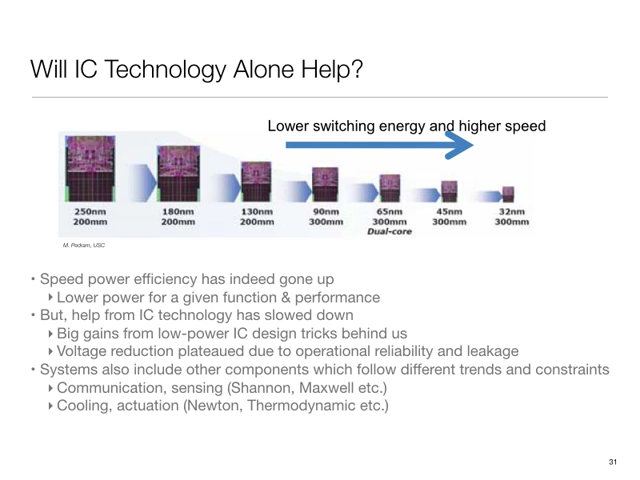 Will IC Technology Alone Help?
Lower switching energy and higher speed
250nm 180nm 130nm 90nm 65nm 45nm 32nm
200mm 200mm 200mm 300mm 300mm 300mm 300mm
Dual-core
M. Pedram, USC
• Speed power efficiency has indeed gone up
‣ Lower power for a given function & performance
• But, help from IC technology has slowed down
‣ Big gains from low-power IC design tricks behind us
‣ Voltage reduction plateaued due to operational reliability and leakage
• Systems also include other components which follow different trends and constraints
‣ Communication, sensing (Shannon, Maxwell etc.)
‣ Cooling, actuation (Newton, Thermodynamic etc.)
31